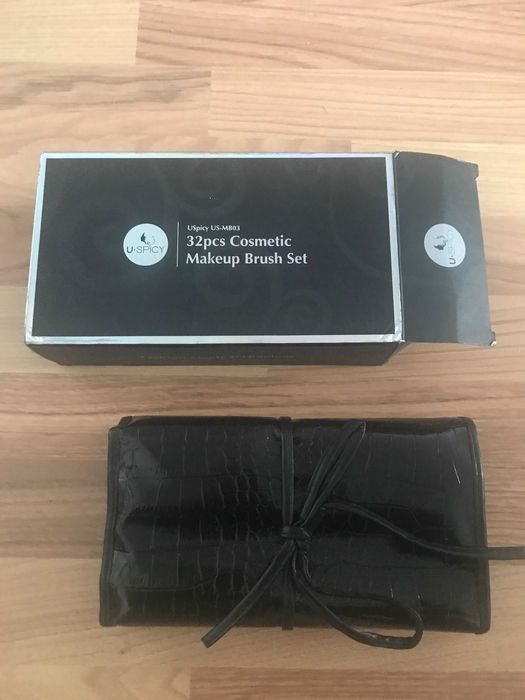 U·SPICY
USpicy US-MB03
32pcs Cosmetic
Makeup Brush Set
U·SPICY